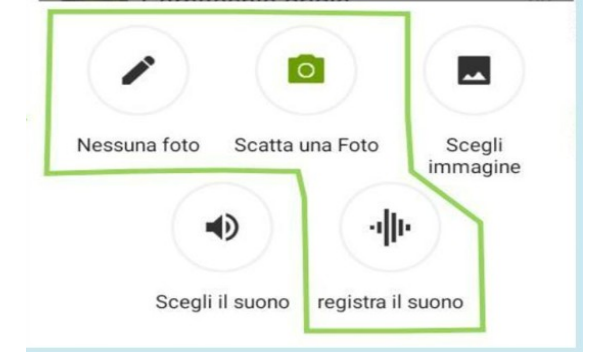 Nessuna foto
Scatta una Foto
Scegli
immagine
Scegli il suono
registra il suono